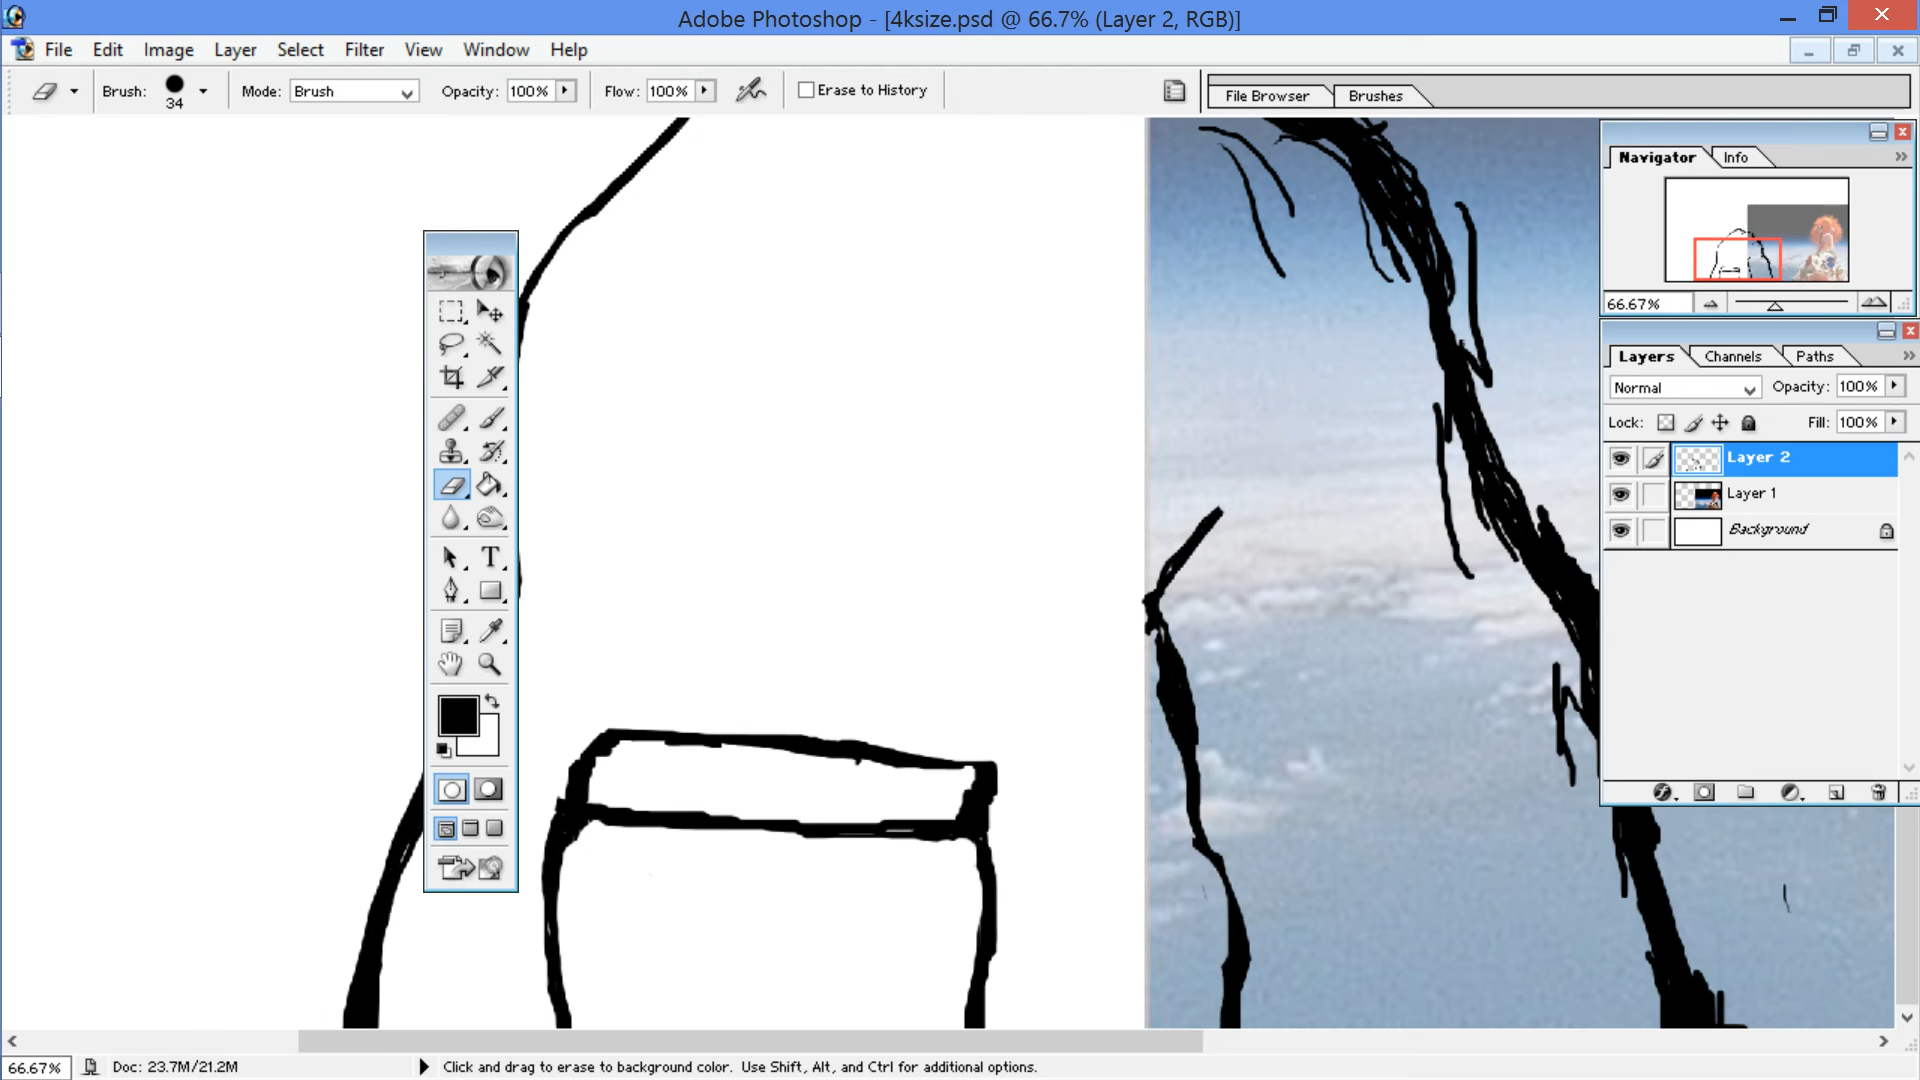 Adobe Photoshop - [4ksize.psd @ 66.7% (Layer 2, RGB)]
File Edit Image Layer Select Filter View Window Help
Brush: 34 Mode: Brush Opacity: 100% Flow: 100% Erase to History
File Browser Brushes
Navigator Info
66.67%
Layers Channels Paths
Normal Opacity: 100%
Lock: Fill: 100%
Layer 2
Layer 1
Background
T
66.67% Doc: 23.7M/21.2M Click and drag to erase to background color. Use Shift, Alt, and Ctrl for additional options.